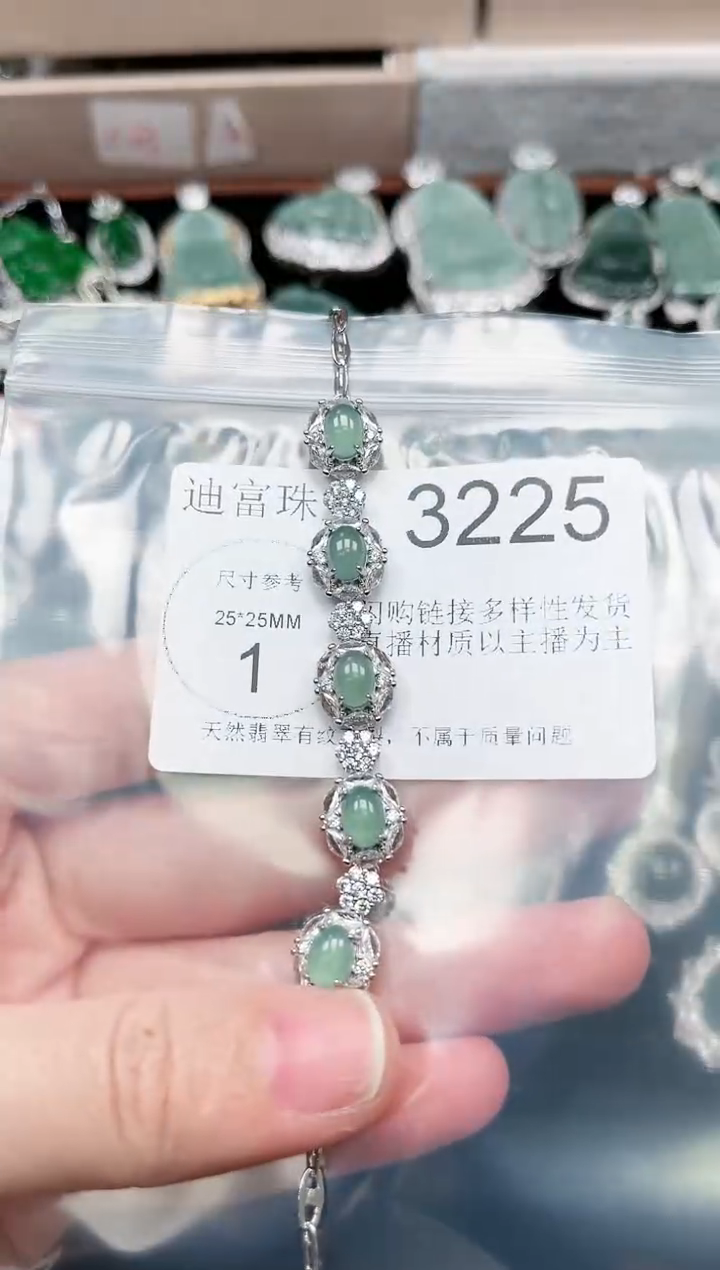 迪富珠 3225
尺寸参考
25*25MM
1
购链接多样性发货
播材质以主播为主
天然翡翠有纹 ，不属于质量问题